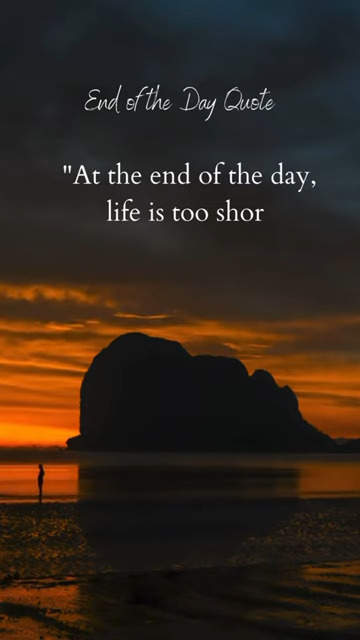 End of the Day Quote
"At the end of the day,
life is too shor